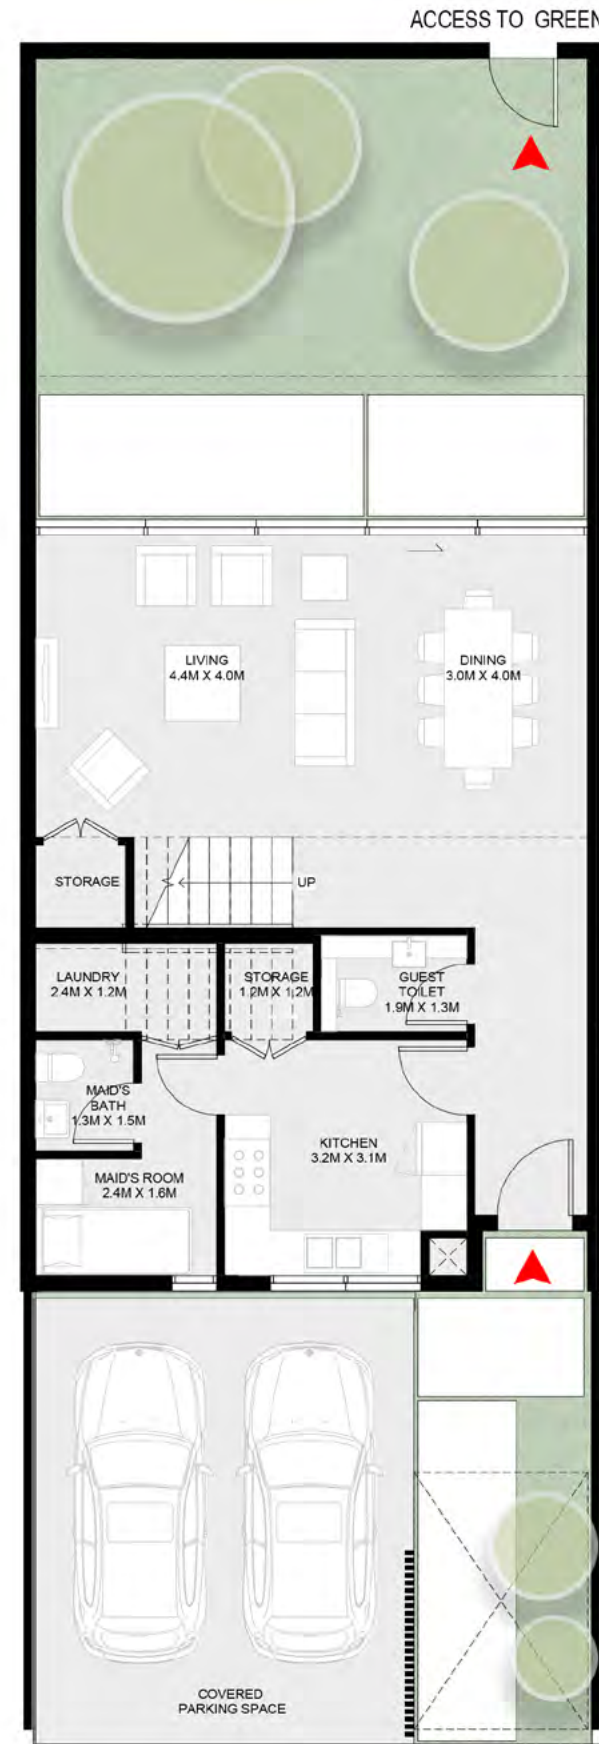 ACCESS TO GREEN
LIVING
4.4M X 4.0M
DINING
3.0M X 4.0M
STORAGE
UP
LAUNDRY
2.4M X 1.2M
STORAGE
1.2M X 1.2M
GUEST
TOILET
1.9M X 1.3M
MAID'S
BATH
1.3M X 1.5M
KITCHEN
3.2M X 3.1M
MAID'S ROOM
2.4M X 1.6M
COVERED
PARKING SPACE